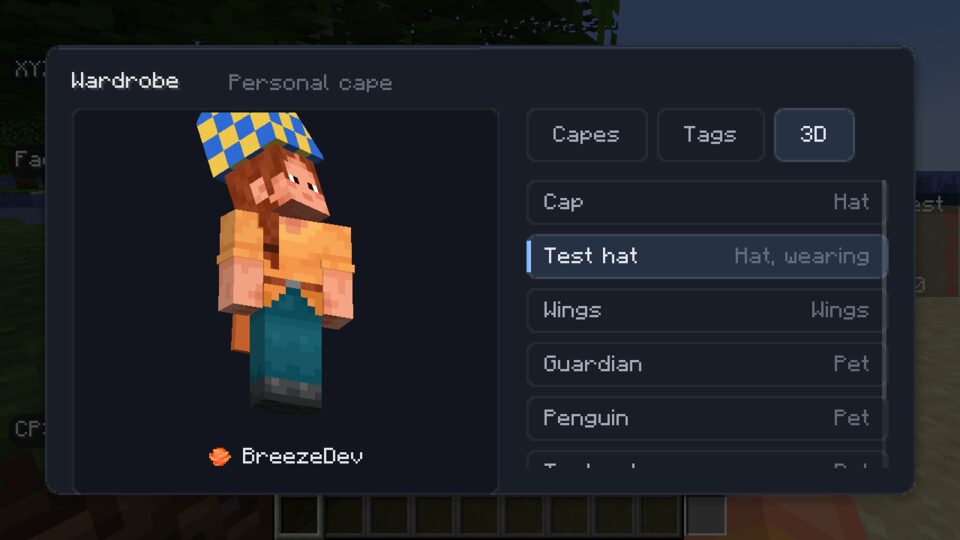 Wardrobe
Personal cape
Capes
Tags
3D
Cap
Hat
Test hat
Hat, wearing
Wings
Wings
Guardian
Pet
Penguin
Pet
BreezeDev